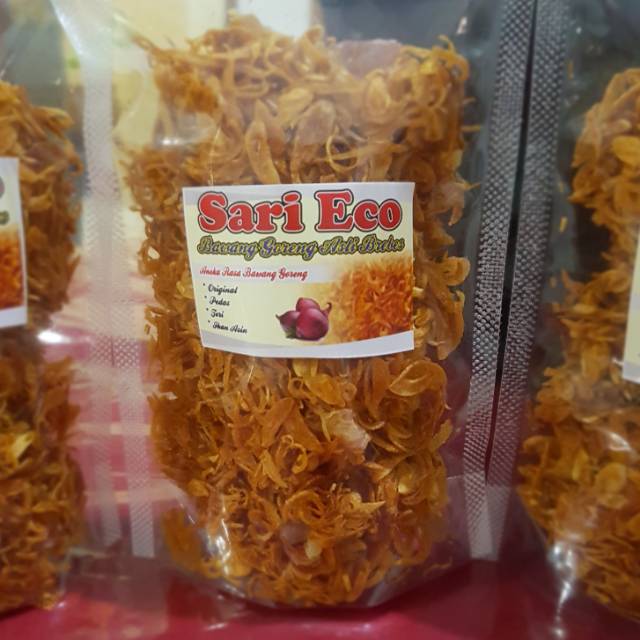 Sari Eco
Bawang Goreng Asli Brebes
Aneka Rasa Bawang Goreng
* Original
* Pedas
* Teri
* Ikan Asin